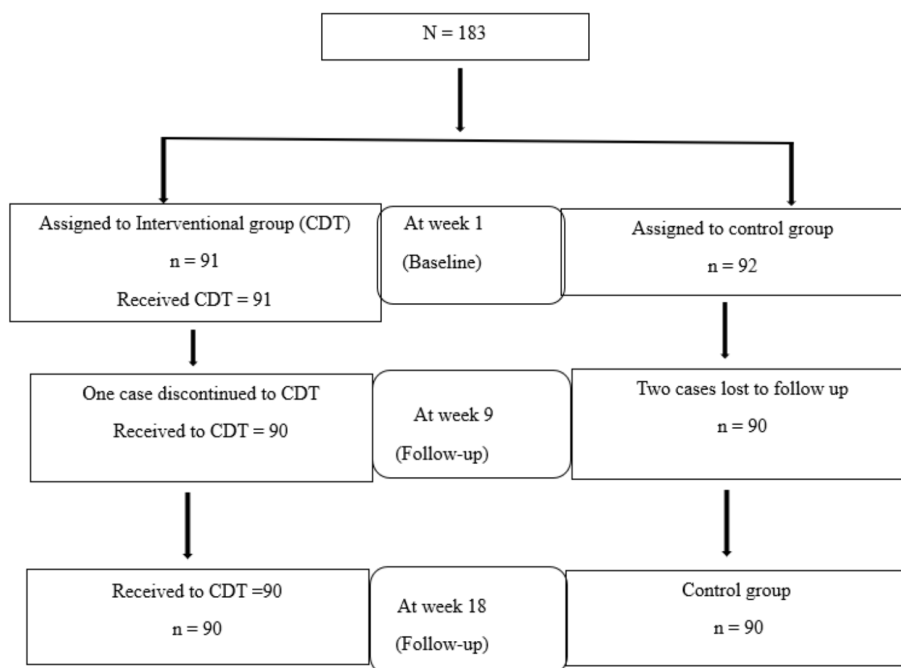 N = 183
Assigned to Interventional group (CDT)
n = 91
Received CDT = 91
At week 1
(Baseline)
Assigned to control group
n = 92
One case discontinued to CDT
Received to CDT = 90
At week 9
(Follow-up)
Two cases lost to follow up
n = 90
Received to CDT =90
n = 90
At week 18
(Follow-up)
Control group
n = 90